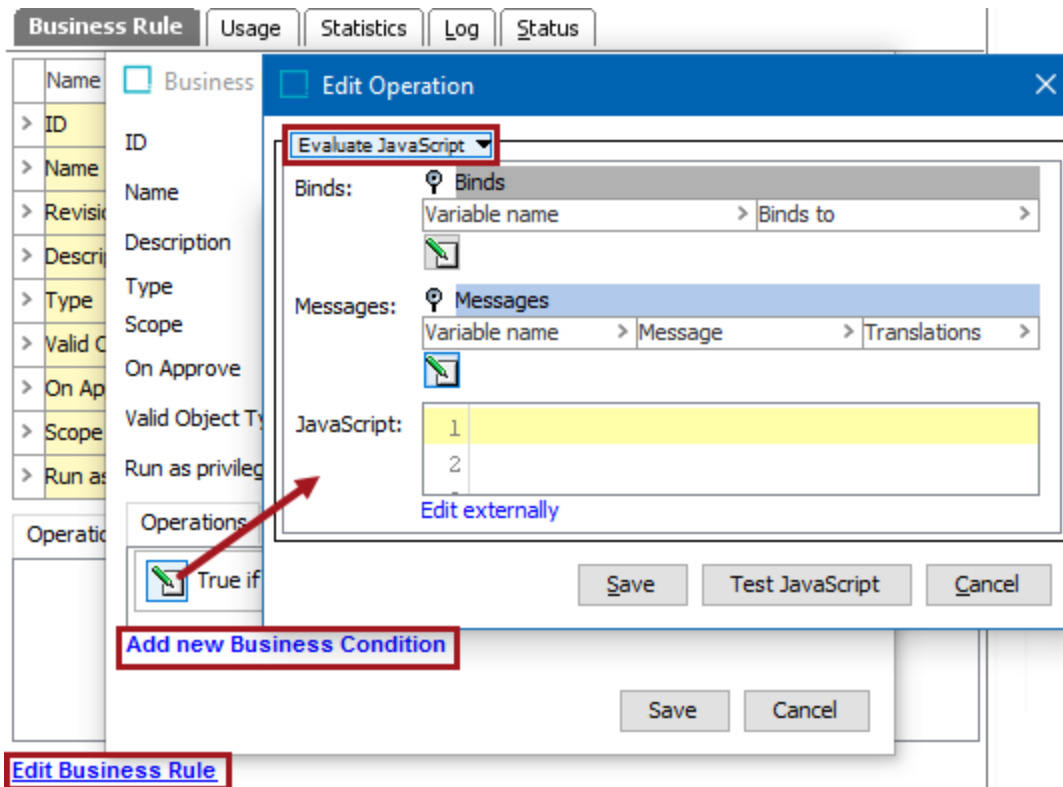 Business Rule Usage Statistics Log Status
Name
ID
Name
Revisi
Descri
Type
Valid O
On Ap
Scope
Run as
Operatio
Edit Business Rule
Business
ID
Name
Description
Type
Scope
On Approve
Valid Object Ty
Run as privileg
Operations
True if
Add new Business Condition
Save Cancel
Edit Operation
Evaluate JavaScript
Binds: Binds
Variable name > Binds to >
Messages: Messages
Variable name > Message > Translations >
JavaScript: 1
2
Edit externally
Save Test JavaScript Cancel